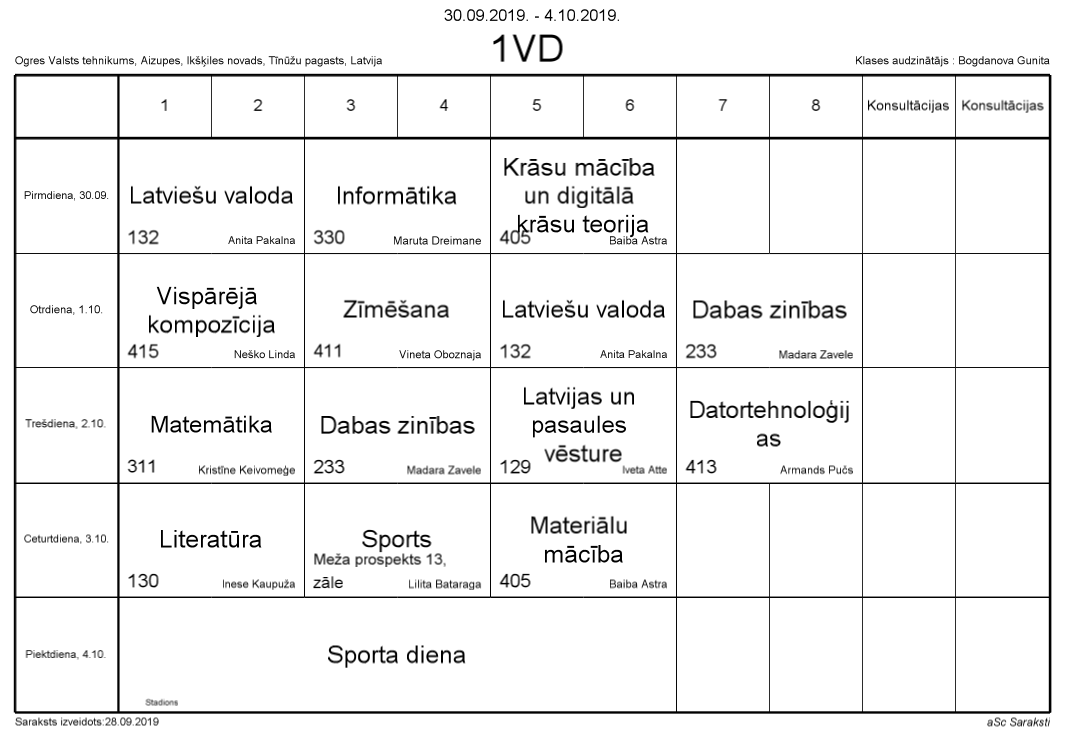 30.09.2019. - 4.10.2019.
1VD
Ogres Valsts tehnikums, Aizupes, Ikšķiles novads, Tīnūžu pagasts, Latvija
Klases audzinātājs : Bogdanova Gunita
1 2 3 4 5 6 7 8 Konsultācijas Konsultācijas
Pirmdiena, 30.09.
Latviešu valoda
132 Anita Pakalna
Informātika
330 Maruta Dreimane
Krāsu mācība
un digitālā
krāsu teorija
405 Baiba Astra
Otrdiena, 1.10.
Vispārējā
kompozīcija
415 Neško Linda
Zīmēšana
411 Vineta Oboznaja
Latviešu valoda
132 Anita Pakalna
Dabas zinības
233 Madara Zavele
Trešdiena, 2.10.
Matemātika
311 Kristīne Keivomeģe
Dabas zinības
233 Madara Zavele
Latvijas un
pasaules
vēsture
129 Iveta Atte
Datortehnoloģij
as
413 Armands Pučs
Ceturtdiena, 3.10.
Literatūra
130 Inese Kaupuža
Sports
Meža prospekts 13,
zāle Lilita Bataraga
Materiālu
mācība
405 Baiba Astra
Piektdiena, 4.10.
Sporta diena
Stadions
Saraksts izveidots:28.09.2019
aSc Saraksti